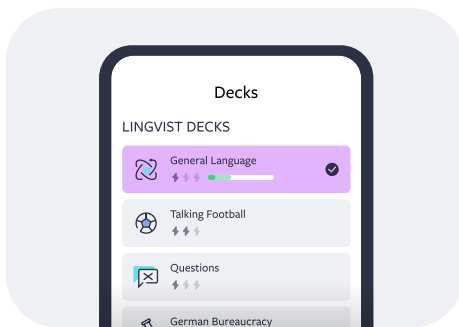 Decks
LINGVIST DECKS
General Language
Talking Football
Questions
German Bureaucracy